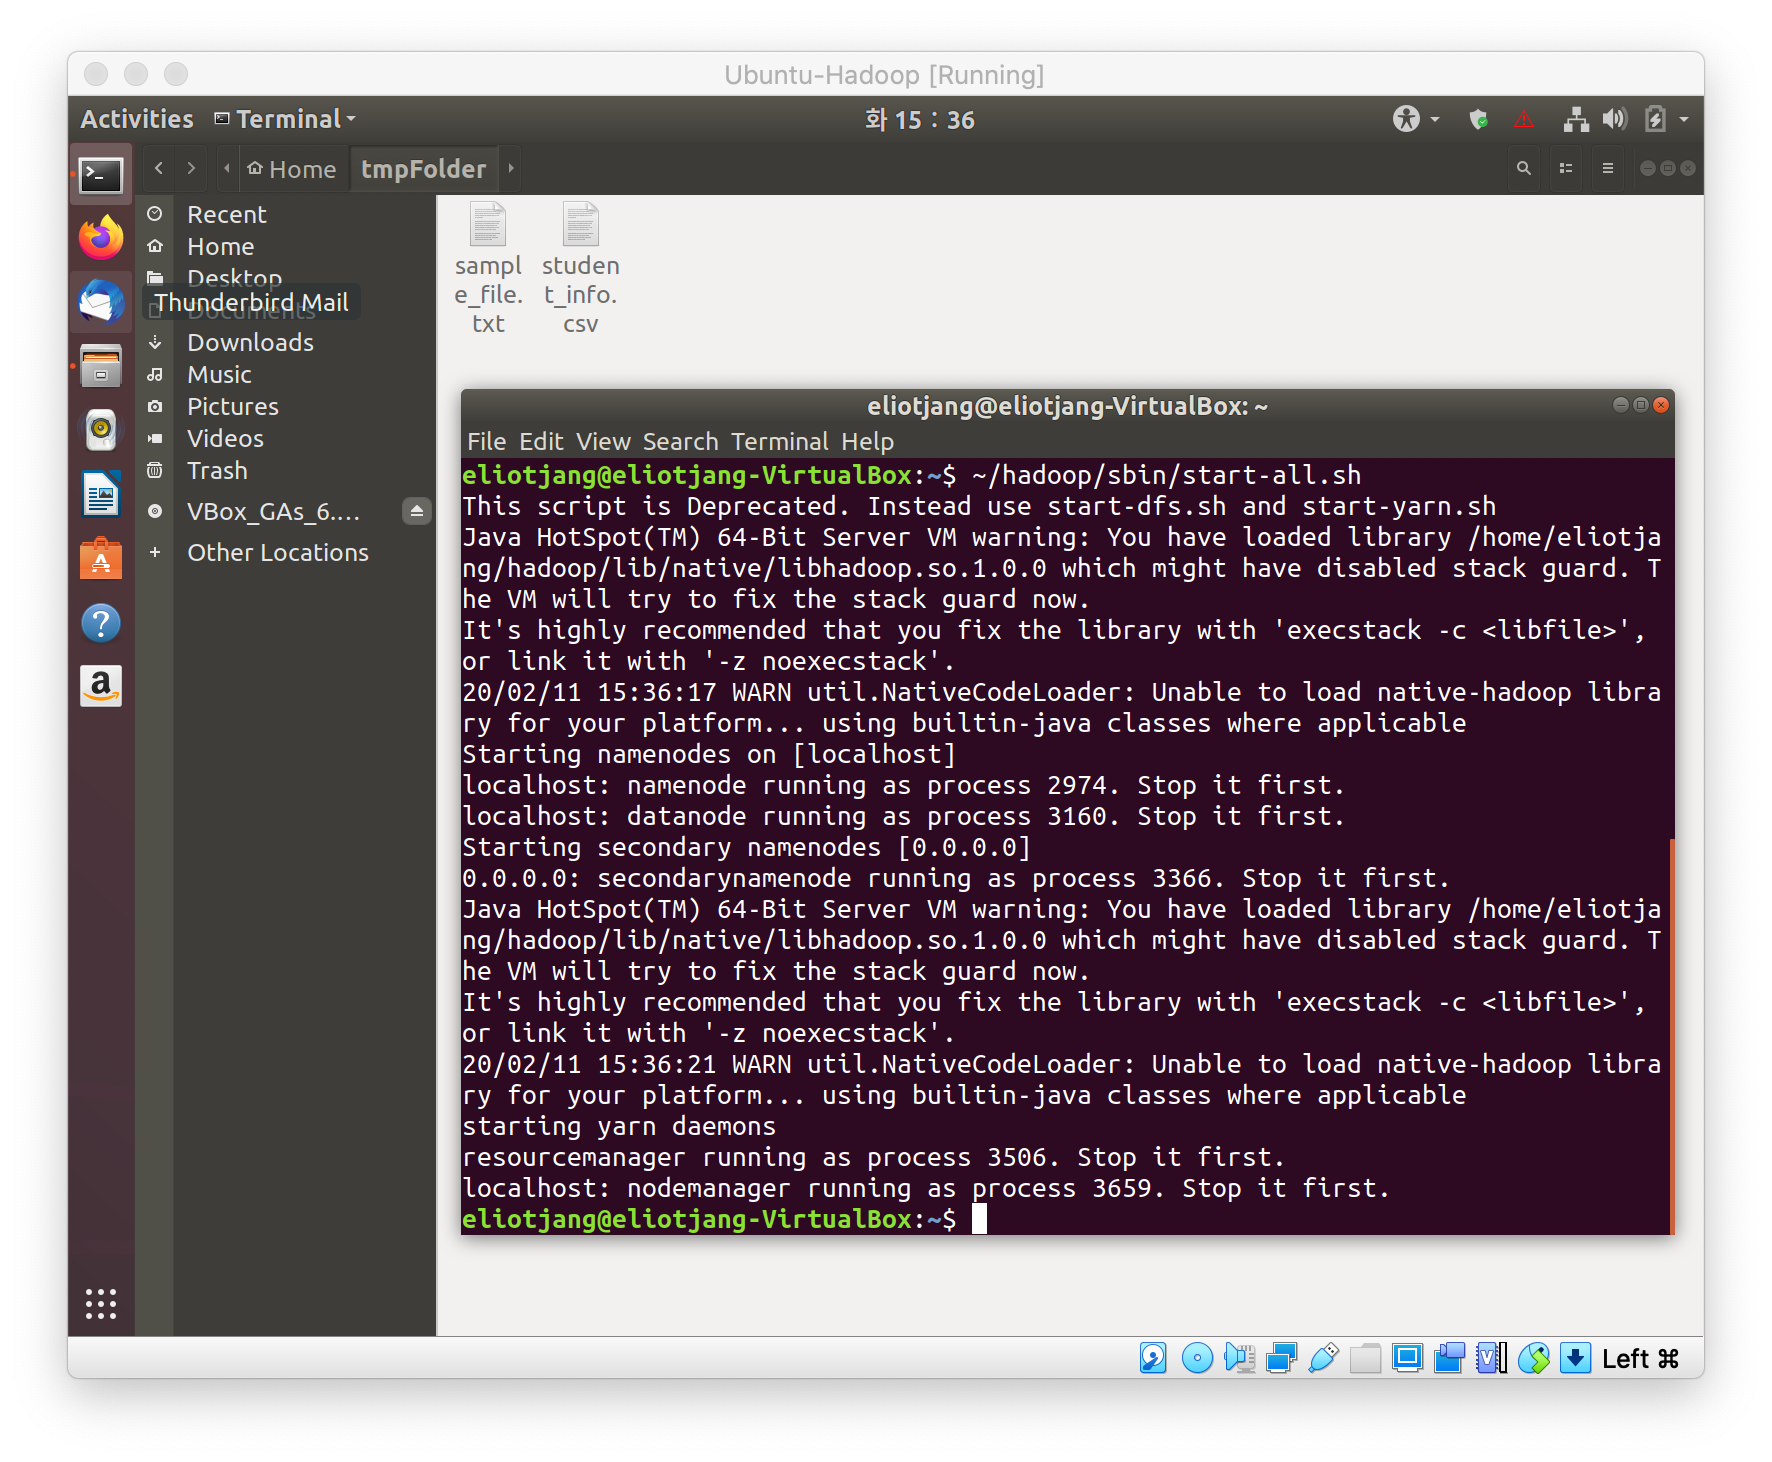 Ubuntu-Hadoop [Running]
Activities Terminal 화 15 : 36
Home tmpFolder
Recent
Home
Desktop
Thunderbird Mail
Documents
Downloads
Music
Pictures
Videos
Trash
VBox_GAs_6....
Other Locations
sampl
e_file.
txt
studen
t_info.
csv
eliotjang@eliotjang-VirtualBox: ~
File Edit View Search Terminal Help
eliotjang@eliotjang-VirtualBox:~$ ~/hadoop/sbin/start-all.sh
This script is Deprecated. Instead use start-dfs.sh and start-yarn.sh
Java HotSpot(TM) 64-Bit Server VM warning: You have loaded library /home/eliotja
ng/hadoop/lib/native/libhadoop.so.1.0.0 which might have disabled stack guard. T
he VM will try to fix the stack guard now.
It's highly recommended that you fix the library with 'execstack -c <libfile>',
or link it with '-z noexecstack'.
20/02/11 15:36:17 WARN util.NativeCodeLoader: Unable to load native-hadoop libra
ry for your platform... using builtin-java classes where applicable
Starting namenodes on [localhost]
localhost: namenode running as process 2974. Stop it first.
localhost: datanode running as process 3160. Stop it first.
Starting secondary namenodes [0.0.0.0]
0.0.0.0: secondarynamenode running as process 3366. Stop it first.
Java HotSpot(TM) 64-Bit Server VM warning: You have loaded library /home/eliotja
ng/hadoop/lib/native/libhadoop.so.1.0.0 which might have disabled stack guard. T
he VM will try to fix the stack guard now.
It's highly recommended that you fix the library with 'execstack -c <libfile>',
or link it with '-z noexecstack'.
20/02/11 15:36:21 WARN util.NativeCodeLoader: Unable to load native-hadoop libra
ry for your platform... using builtin-java classes where applicable
starting yarn daemons
resourcemanager running as process 3506. Stop it first.
localhost: nodemanager running as process 3659. Stop it first.
eliotjang@eliotjang-VirtualBox:~$
Left ⌘